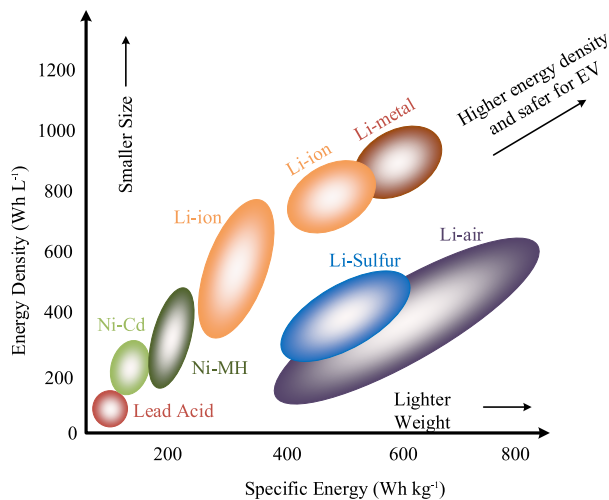 Energy Density (Wh L⁻¹)
1200
1000
800
600
400
200
0
Smaller Size
Higher energy density
and safer for EV
Li-metal
Li-ion
Li-ion
Li-air
Li-Sulfur
Ni-Cd
Ni-MH
Lead Acid
Lighter
Weight
200
400
600
800
Specific Energy (Wh kg⁻¹)